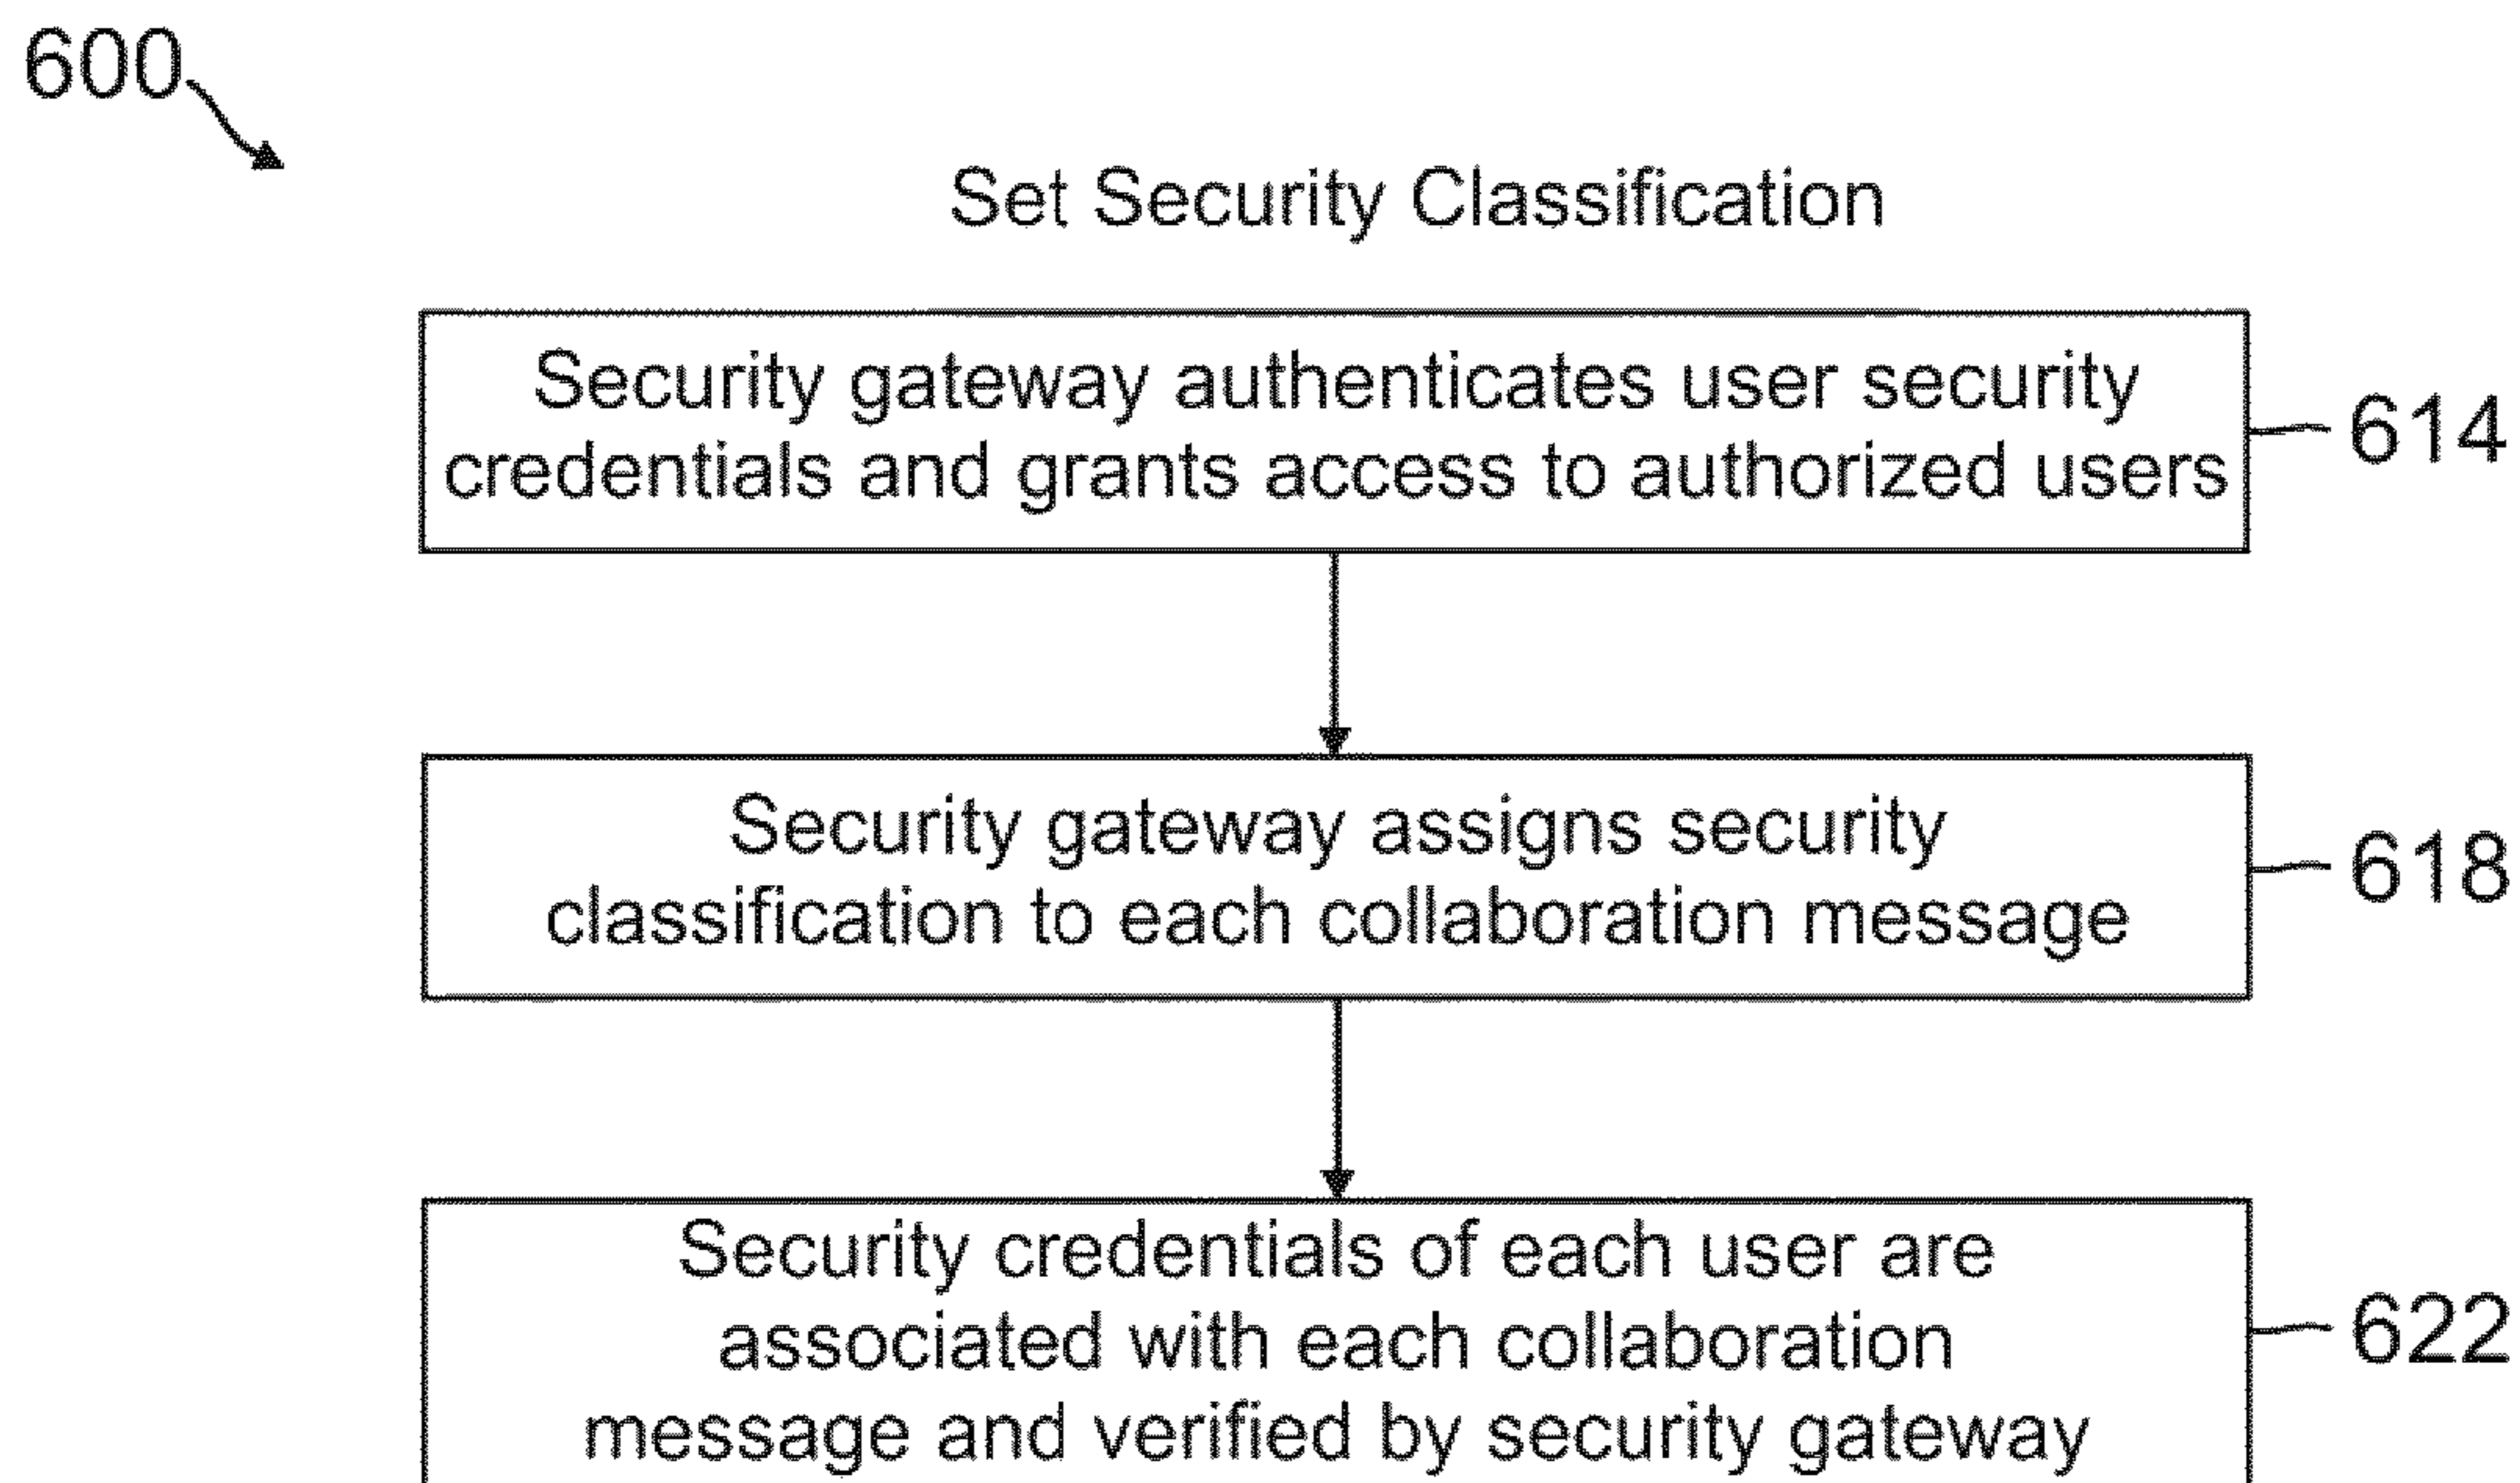 600
Set Security Classification
Security gateway authenticates user security
credentials and grants access to authorized users
614
Security gateway assigns security
classification to each collaboration message
618
Security credentials of each user are
associated with each collaboration
message and verified by security gateway
622